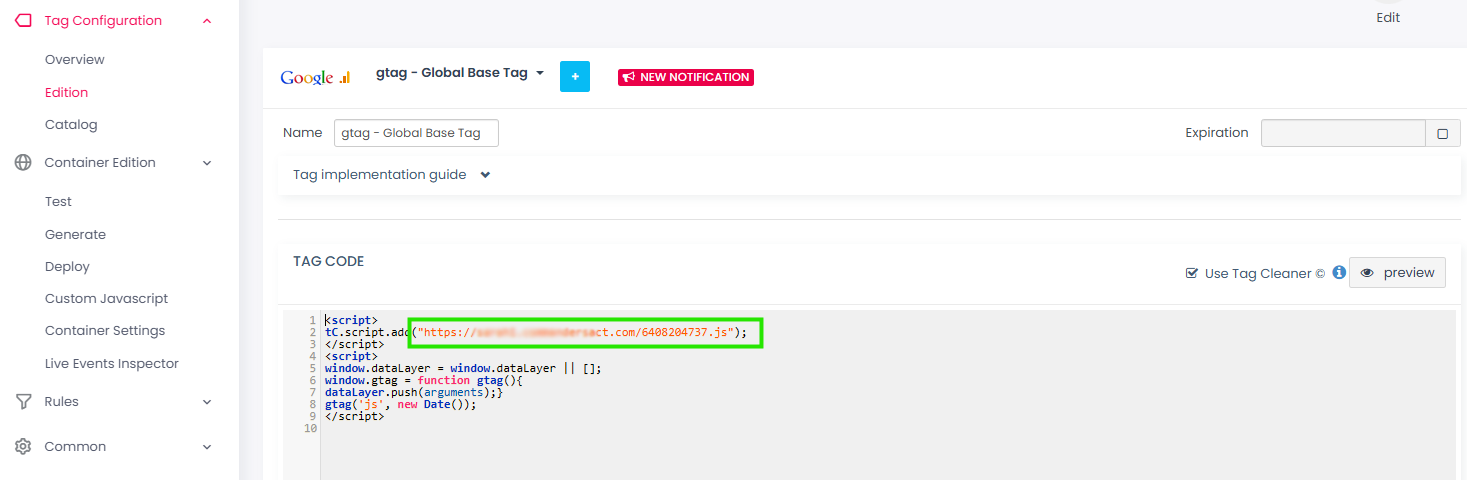 Tag Configuration
Overview
Edition
Catalog
Container Edition
Test
Generate
Deploy
Custom Javascript
Container Settings
Live Events Inspector
Rules
Common
Edit
Google
gtag - Global Base Tag
+
NEW NOTIFICATION
Name
gtag - Global Base Tag
Expiration
Tag implementation guide
TAG CODE
Use Tag Cleaner ©
i
preview
1 <script>
2 tC.script.add("https:// ct.com/6408204737.js");
3 </script>
4 <script>
5 window.dataLayer = window.dataLayer || [];
6 window.gtag = function gtag(){
7 dataLayer.push(arguments);}
8 gtag('js', new Date());
9 </script>
10